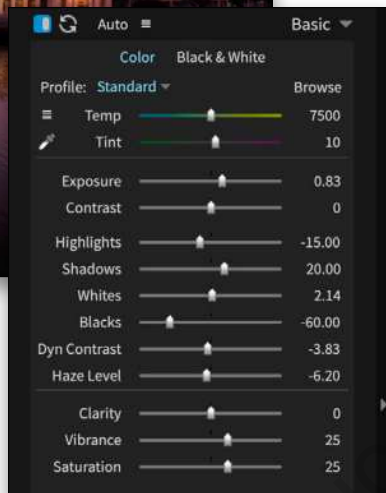 Auto Basic
Color Black & White
Profile: Standard Browse
Temp 7500
Tint 10
Exposure 0.83
Contrast 0
Highlights -15.00
Shadows 20.00
Whites 2.14
Blacks -60.00
Dyn Contrast -3.83
Haze Level -6.20
Clarity 0
Vibrance 25
Saturation 25